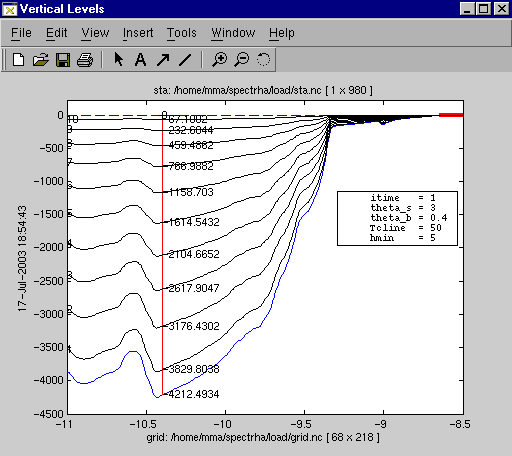 Vertical Levels
File Edit View Insert Tools Window Help
sta: /home/mma/spectrha/load/sta.nc [ 1 x 980 ]
0
-500
-1000
-1500
-2000
-2500
-3000
-3500
-4000
-4500
17-Jul-2003 18:54:43
10
9
8
7
6
5
4
3
2
1
0
-67.1002
-232.6044
-459.4862
-766.9882
-1158.703
-1614.5432
-2104.6652
-2617.9047
-3176.4302
-3829.8038
-4212.4934
itime = 1
theta_s = 3
theta_b = 0.4
Tcline = 50
hmin = 5
-11 -10.5 -10 -9.5 -9 -8.5
grid: /home/mma/spectrha/load/grid.nc [ 68 x 218 ]